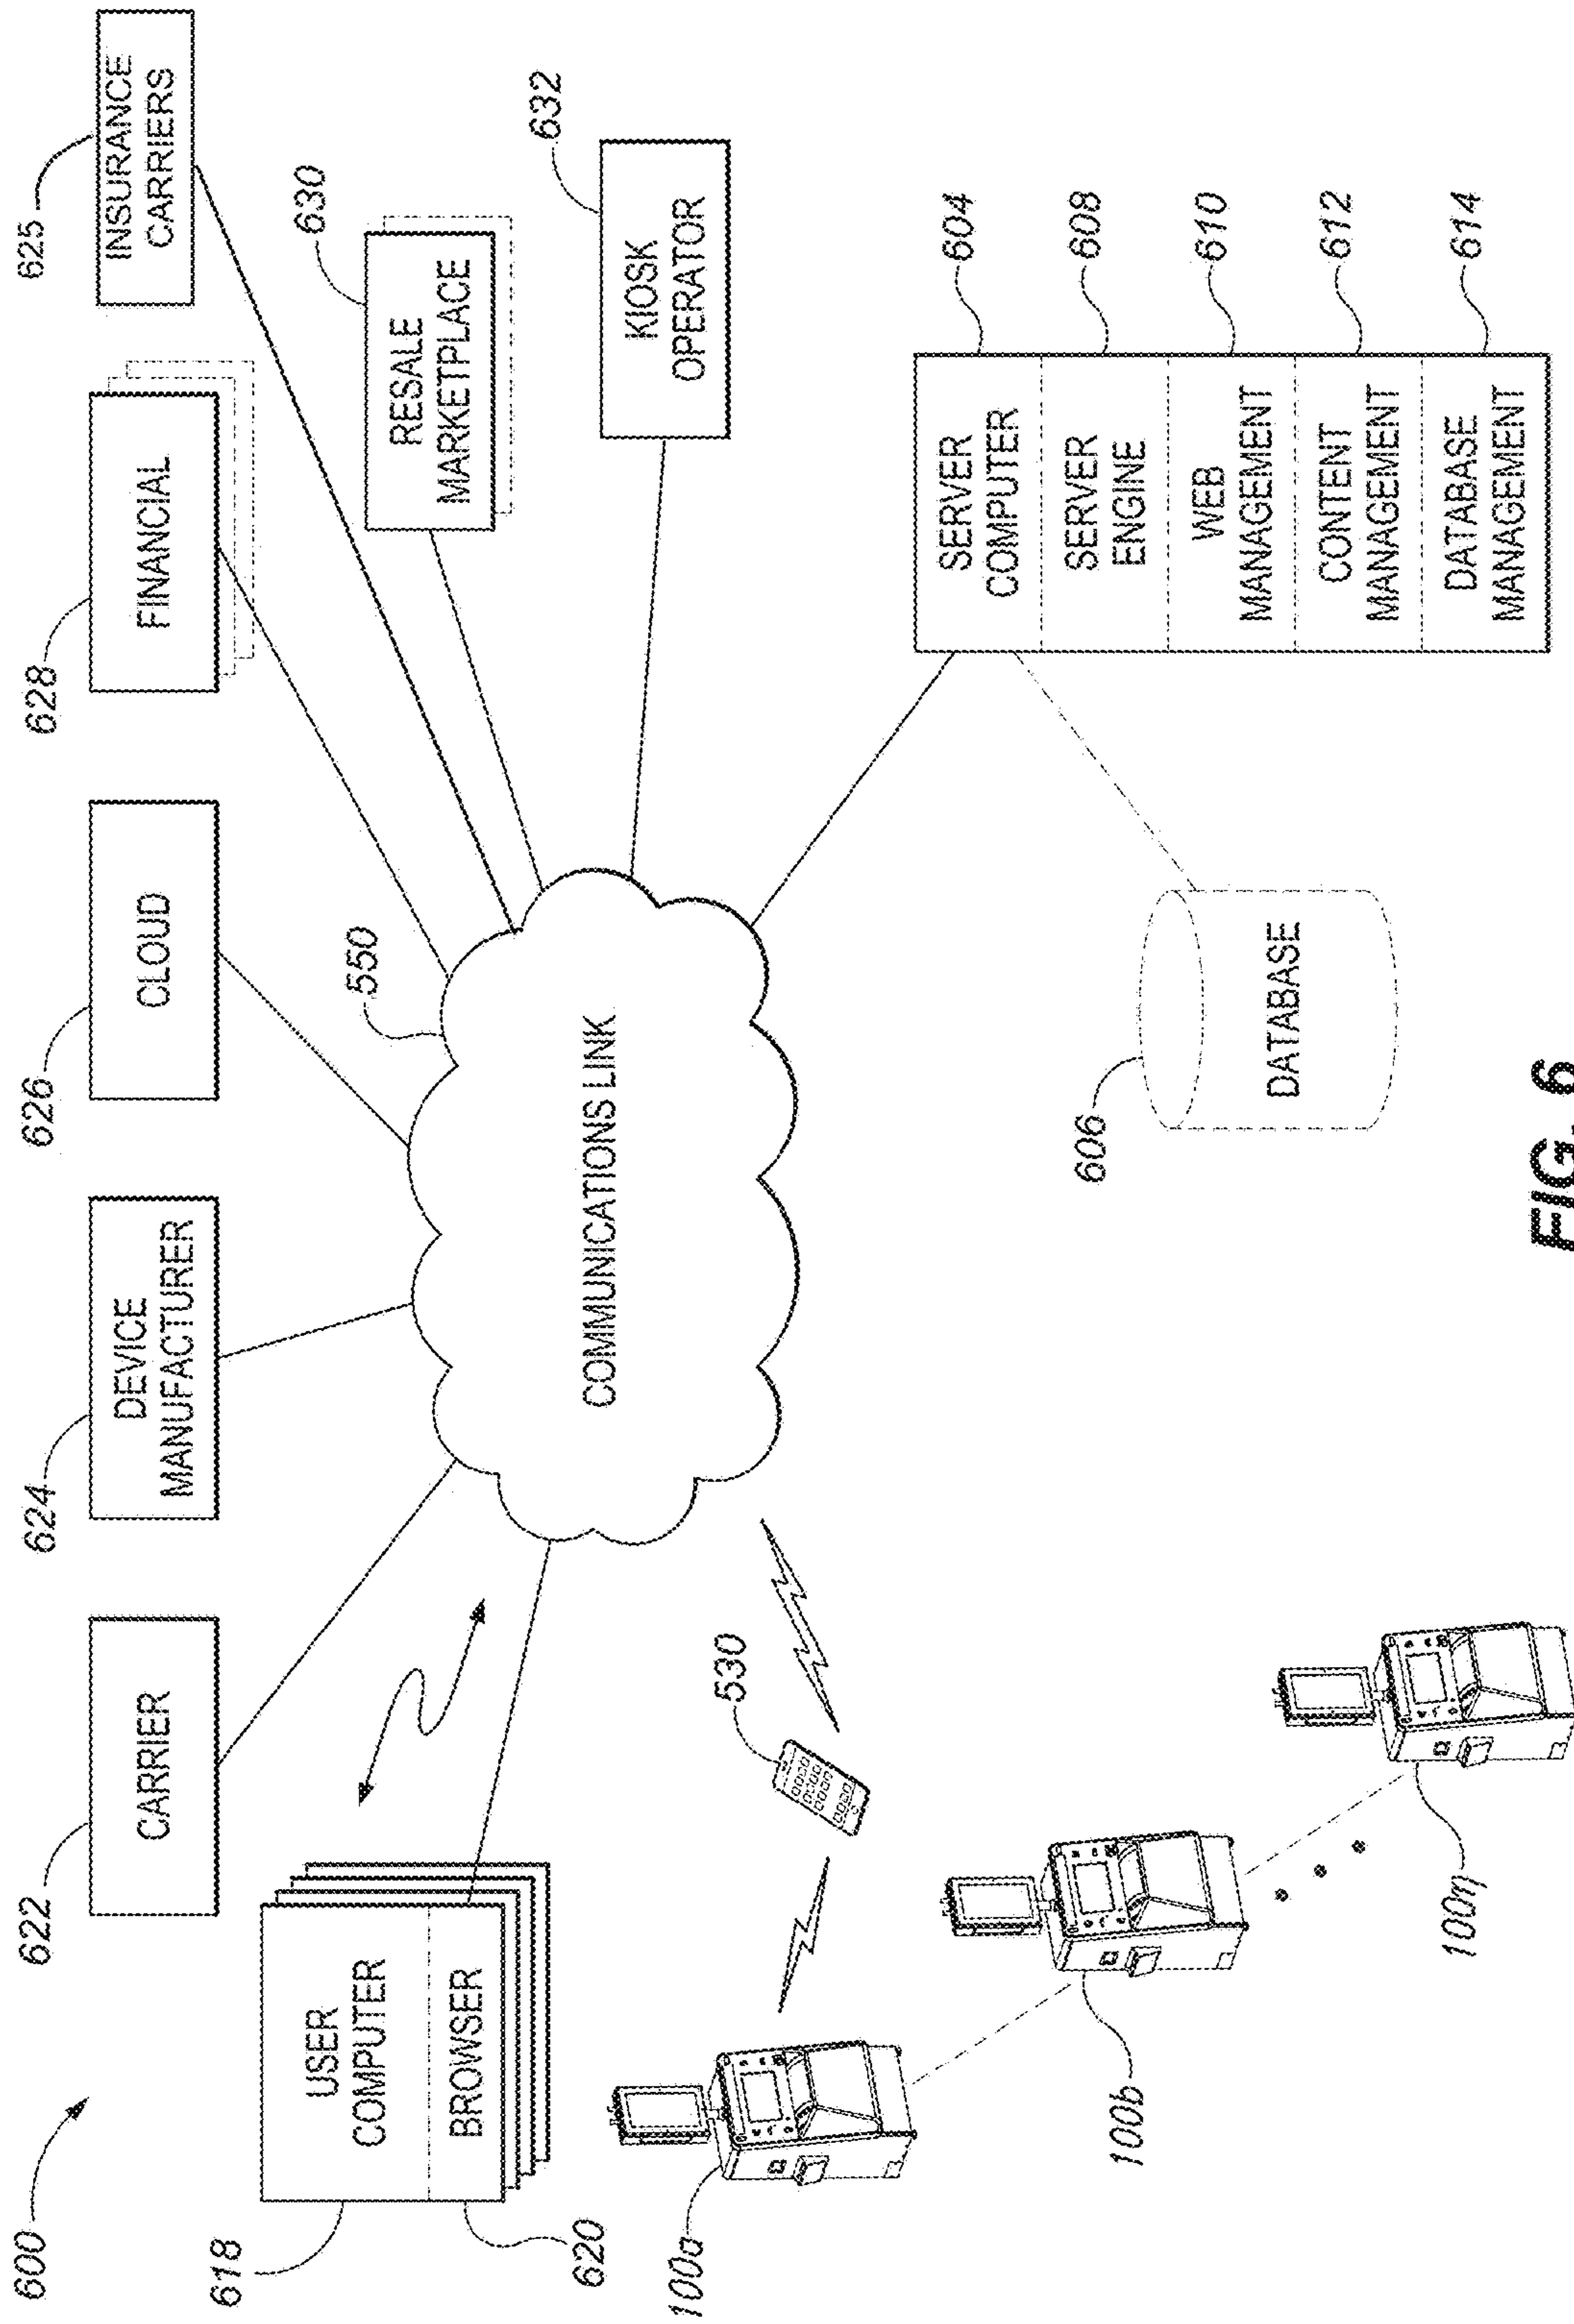 600
622
CARRIER
624
DEVICE
MANUFACTURER
626
CLOUD
628
FINANCIAL
625
INSURANCE
CARRIERS
618
USER
COMPUTER
BROWSER
620
550
COMMUNICATIONS LINK
630
RESALE
MARKETPLACE
632
KIOSK
OPERATOR
530
100a
100b
100η
606
DATABASE
SERVER
COMPUTER
604
SERVER
ENGINE
608
WEB
MANAGEMENT
610
CONTENT
MANAGEMENT
612
DATABASE
MANAGEMENT
614
FIG. 6